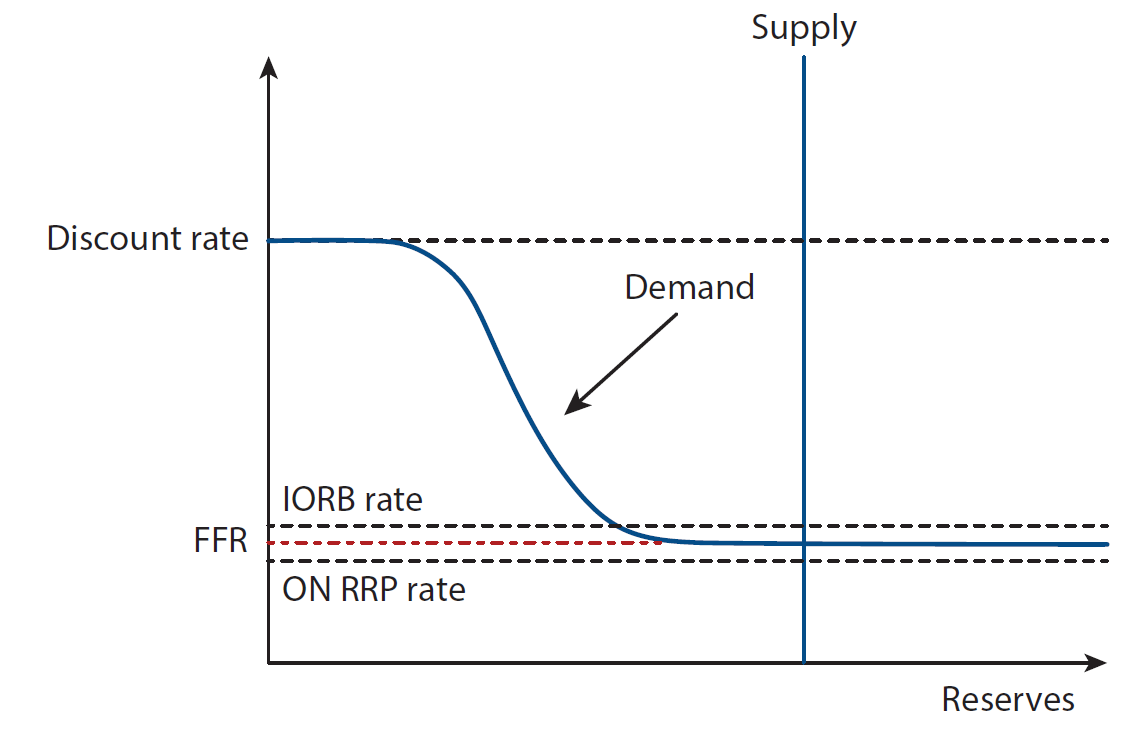 Supply
Discount rate
Demand
IORB rate
FFR
ON RRP rate
Reserves